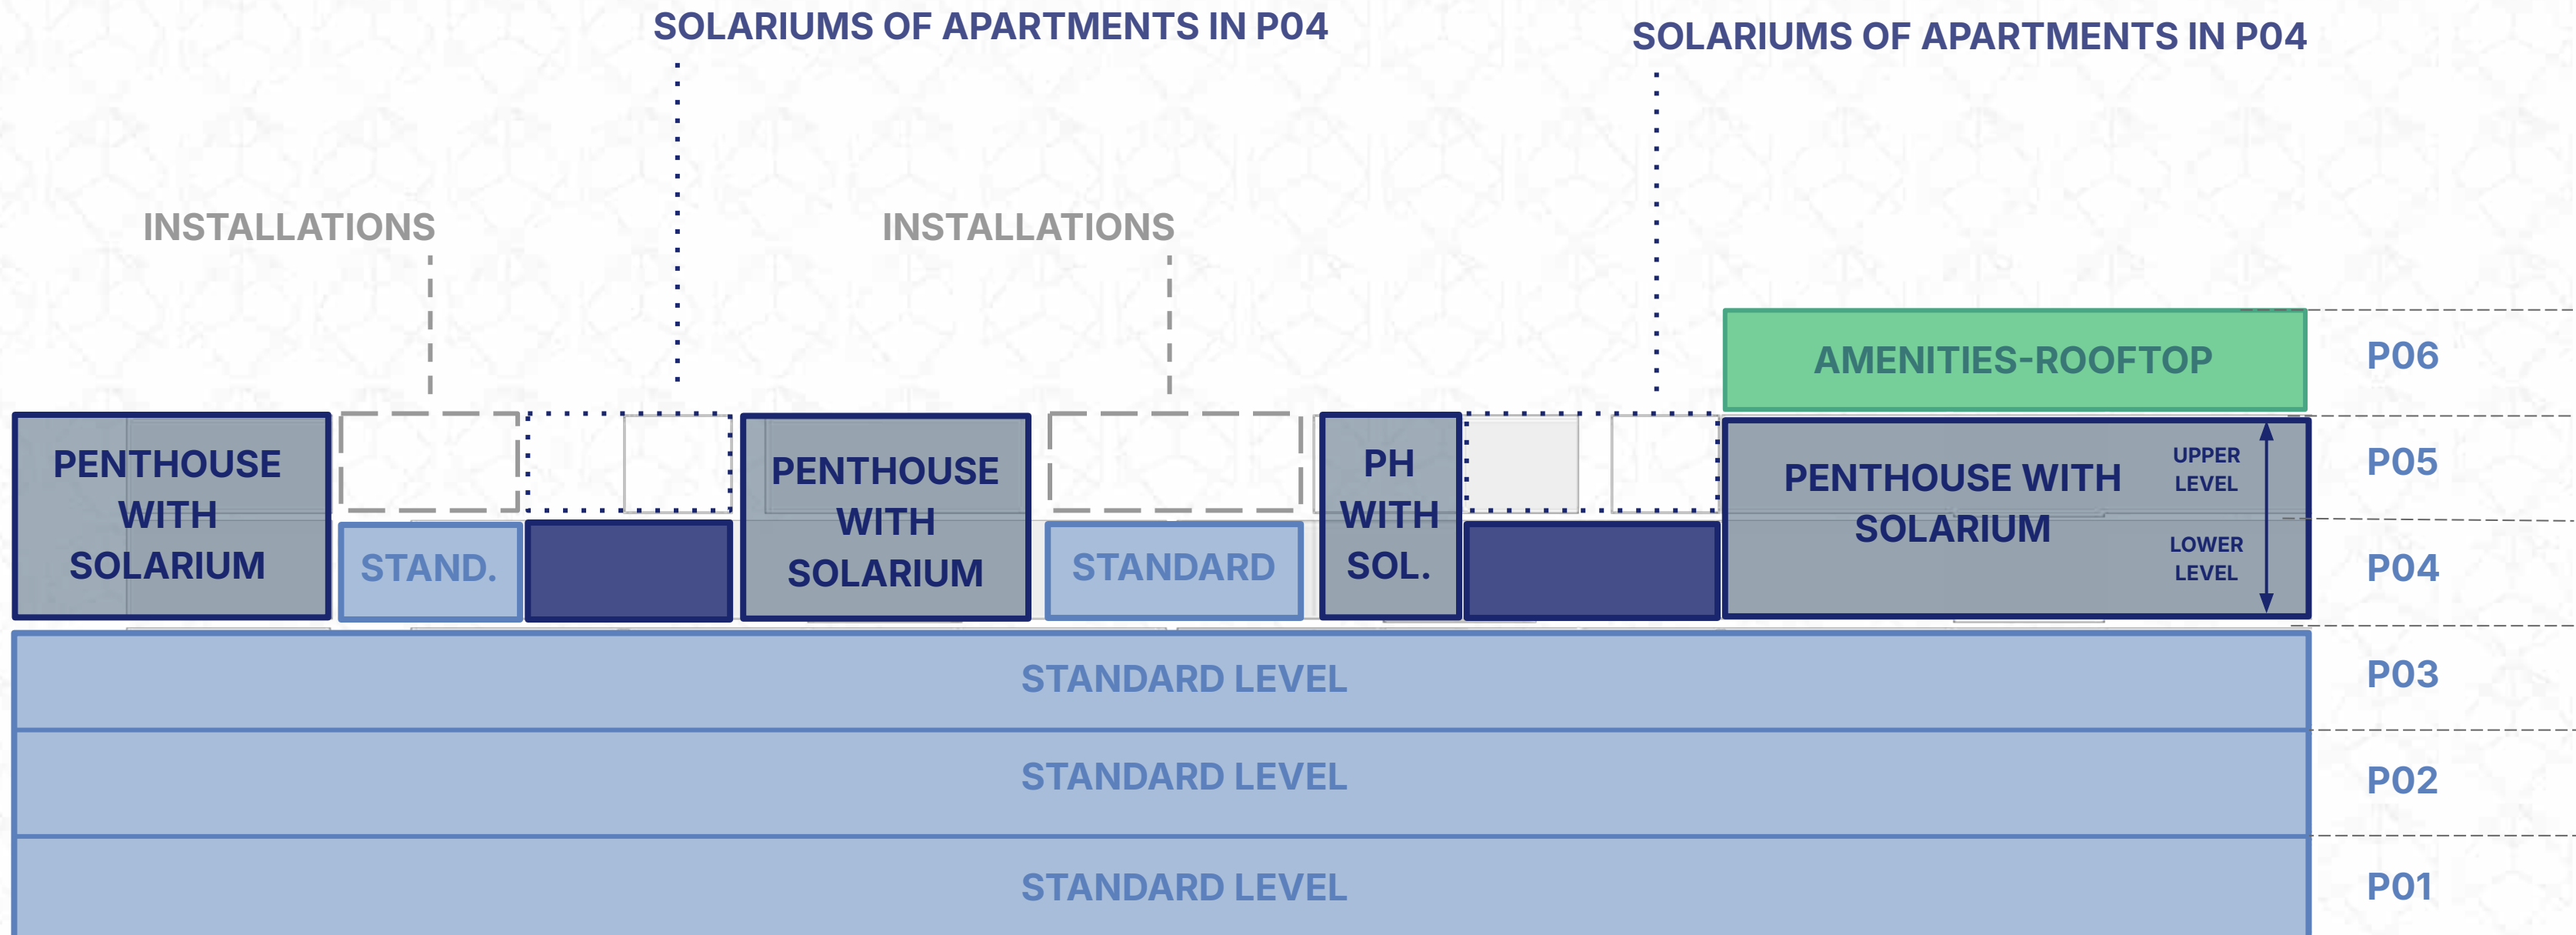 SOLARIUMS OF APARTMENTS IN P04
SOLARIUMS OF APARTMENTS IN P04
INSTALLATIONS
INSTALLATIONS
AMENITIES-ROOFTOP
P06
PENTHOUSE
WITH
SOLARIUM
PENTHOUSE
WITH
SOLARIUM
PH
WITH
SOL.
PENTHOUSE WITH
SOLARIUM
UPPER
LEVEL
LOWER
LEVEL
P05
STAND.
STANDARD
P04
STANDARD LEVEL
P03
STANDARD LEVEL
P02
STANDARD LEVEL
P01